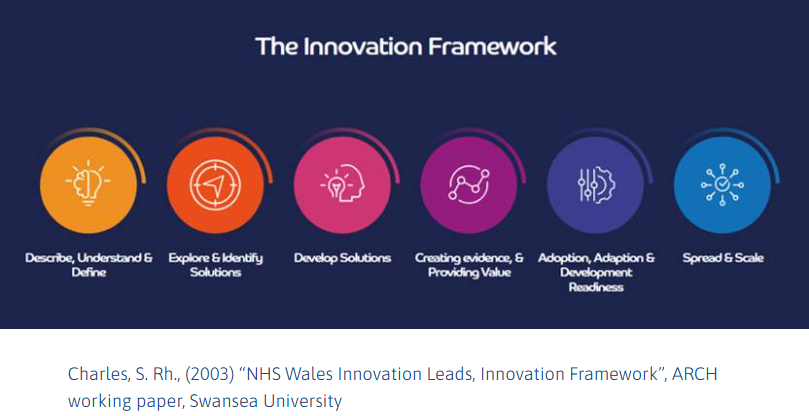 The Innovation Framework
Describe, Understand &
Define
Explore & Identify
Solutions
Develop Solutions
Creating evidence, &
Providing Value
Adoption, Adaption &
Development
Readiness
Spread & Scale
Charles, S. Rh., (2003) “NHS Wales Innovation Leads, Innovation Framework”, ARCH
working paper, Swansea University